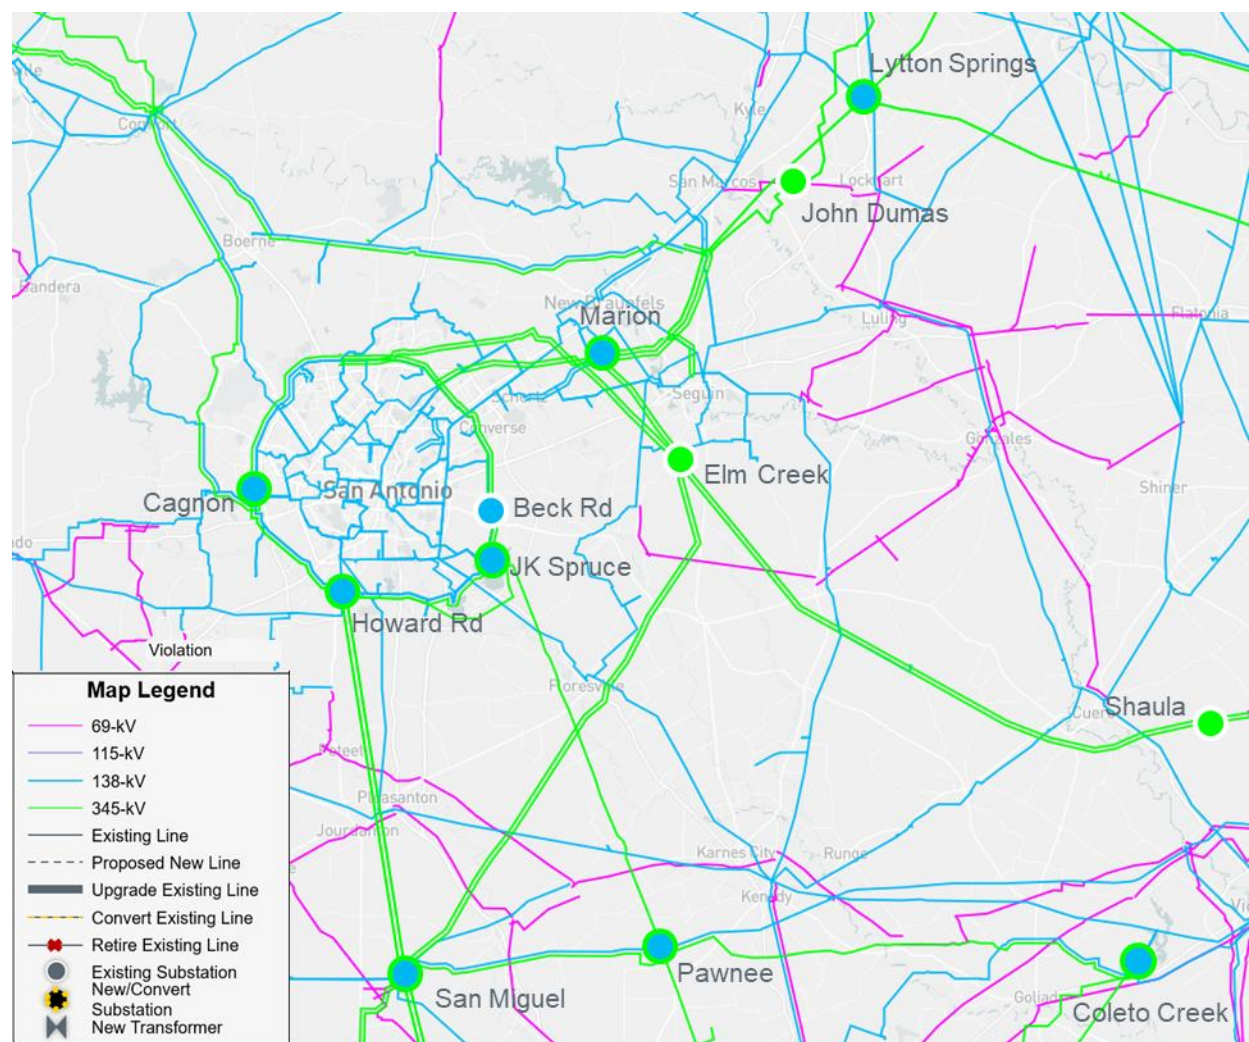 Lytton Springs
Kyle
Comfort
San Marcos
Lockhart
John Dumas
Boerne
Bandera
New Braunfels
Marion
Luling
Flatonia
Seguin
Schertz
Converse
Gonzales
Elm Creek
San Antonio
Cagnon
Beck Rd
Shiner
JK Spruce
Howard Rd
Violation
Floresville
Shaula
Cuero
Map Legend
69-kV
115-kV
138-kV
345-kV
Existing Line
Proposed New Line
Upgrade Existing Line
Convert Existing Line
Retire Existing Line
Existing Substation
New/Convert
Substation
New Transformer
Poteet
Pleasanton
Jourdanton
Karnes City
Runge
Kenedy
Pawnee
San Miguel
Goliad
Coleto Creek